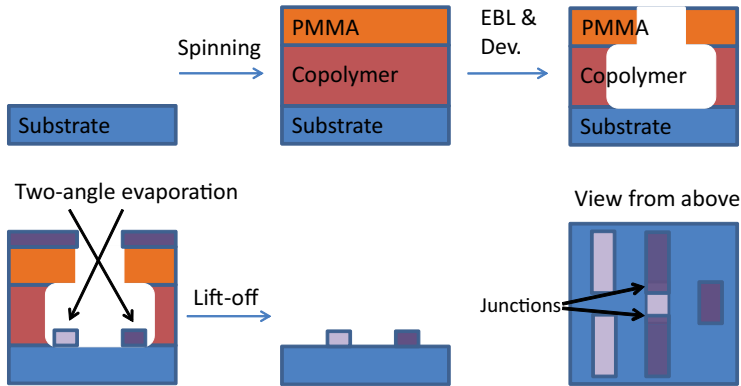 Spinning
EBL &
Dev.
PMMA
Copolymer
Substrate
PMMA
Copolymer
Substrate
Substrate
Two-angle evaporation
View from above
Lift-off
Junctions